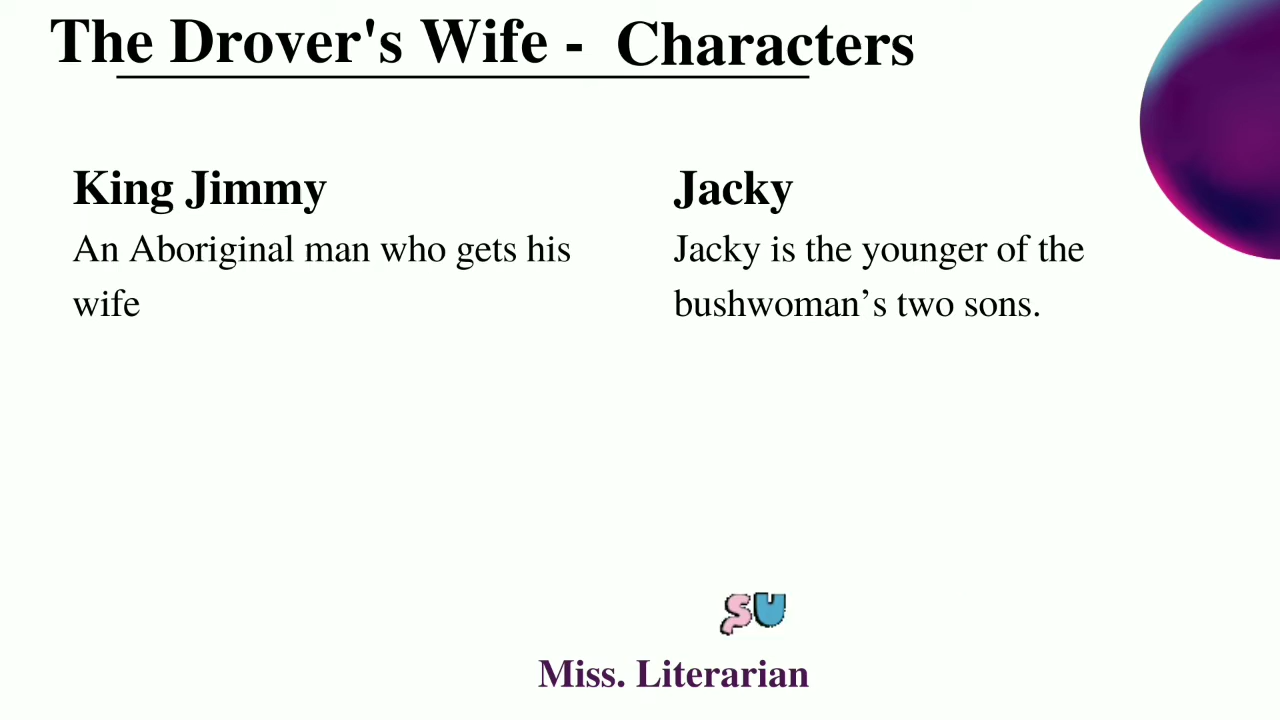 The Drover's Wife - Characters
King Jimmy
An Aboriginal man who gets his
wife
Jacky
Jacky is the younger of the
bushwoman’s two sons.
SU
Miss. Literarian